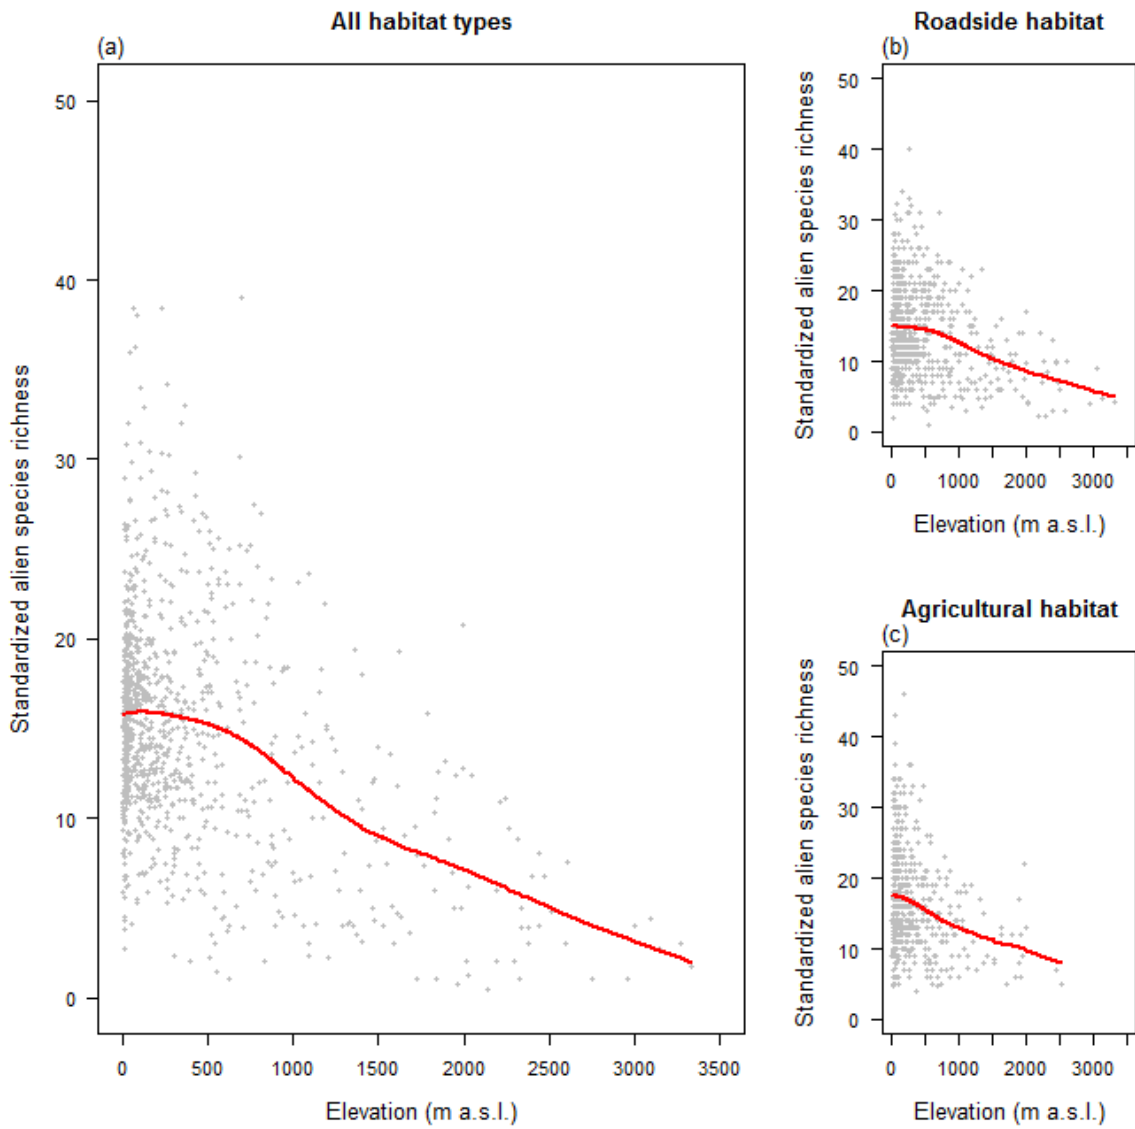 All habitat types
(a)
Standardized alien species richness
50
40
30
20
10
0
0 500 1000 1500 2000 2500 3000 3500
Elevation (m a.s.l.)
Roadside habitat
(b)
Standardized alien species richness
50
40
30
20
10
0
0 1000 2000 3000
Elevation (m a.s.l.)
Agricultural habitat
(c)
Standardized alien species richness
50
40
30
20
10
0
0 1000 2000 3000
Elevation (m a.s.l.)